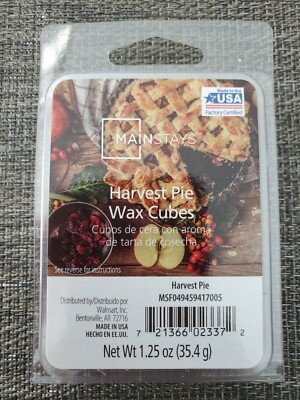 Made in the
USA
Factory Certified
MAINSTAYS
Harvest Pie
Wax Cubes
Cubos de cera con aroma
de tarta de cosecha
See reverse for instructions
Harvest Pie
MSF049459417005
Distributed by/Distribuido por
Walmart, Inc.
Bentonville, AR 72716
MADE IN USA
HECHO EN EE.UU.
7 21366 02337 2
Net Wt 1.25 oz (35.4 g)